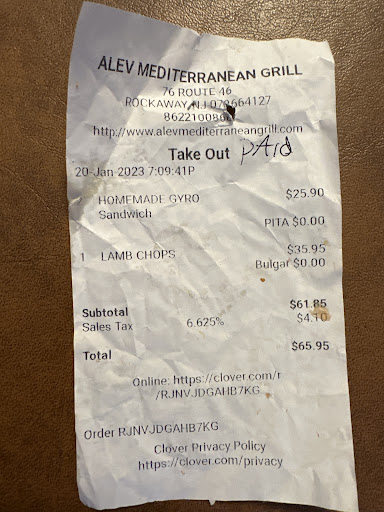 ALEV MEDITERRANEAN GRILL
76 ROUTE 46
ROCKAWAY, NJ 078664127
862210086
http://www.alevmediterraneangrill.com
Take Out PAId
20-Jan-2023 7:09:41P
HOMEMADE GYRO $25.90
Sandwich
PITA $0.00
1 LAMB CHOPS $35.95
Bulgar $0.00
Subtotal $61.85
Sales Tax 6.625% $4.10
Total $65.95
Online: https://clover.com/r
/RJNVJDGAHB7KG
Order RJNVJDGAHB7KG
Clover Privacy Policy
https://clover.com/privacy